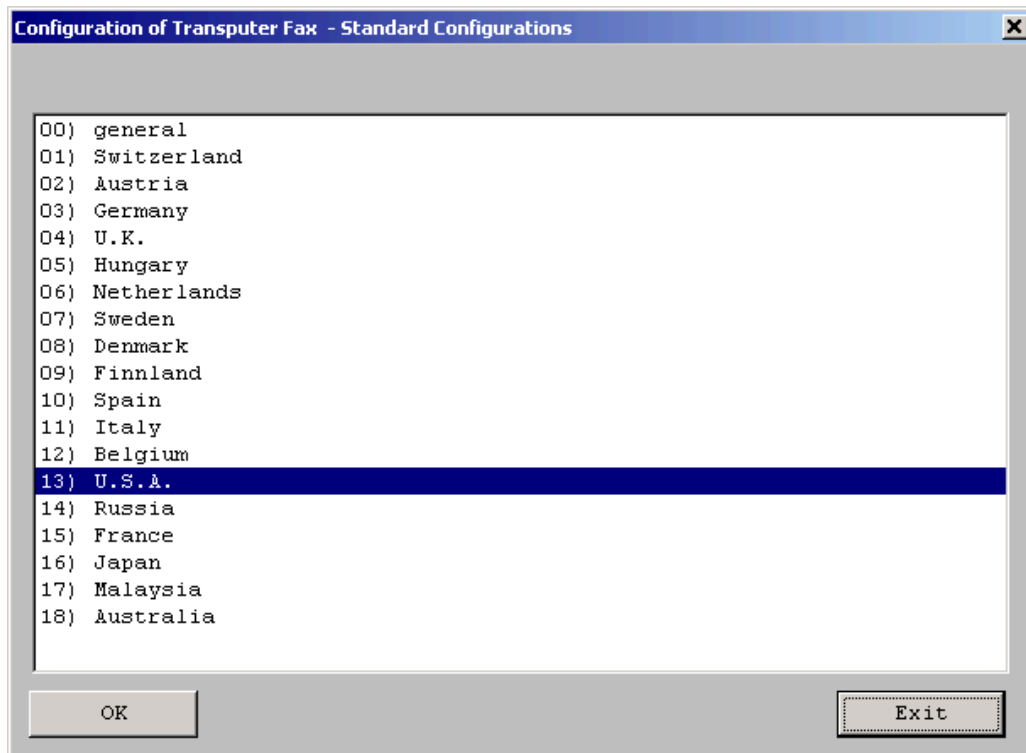 Configuration of Transputer Fax - Standard Configurations
00) general
01) Switzerland
02) Austria
03) Germany
04) U.K.
05) Hungary
06) Netherlands
07) Sweden
08) Denmark
09) Finnland
10) Spain
11) Italy
12) Belgium
13) U.S.A.
14) Russia
15) France
16) Japan
17) Malaysia
18) Australia
OK Exit